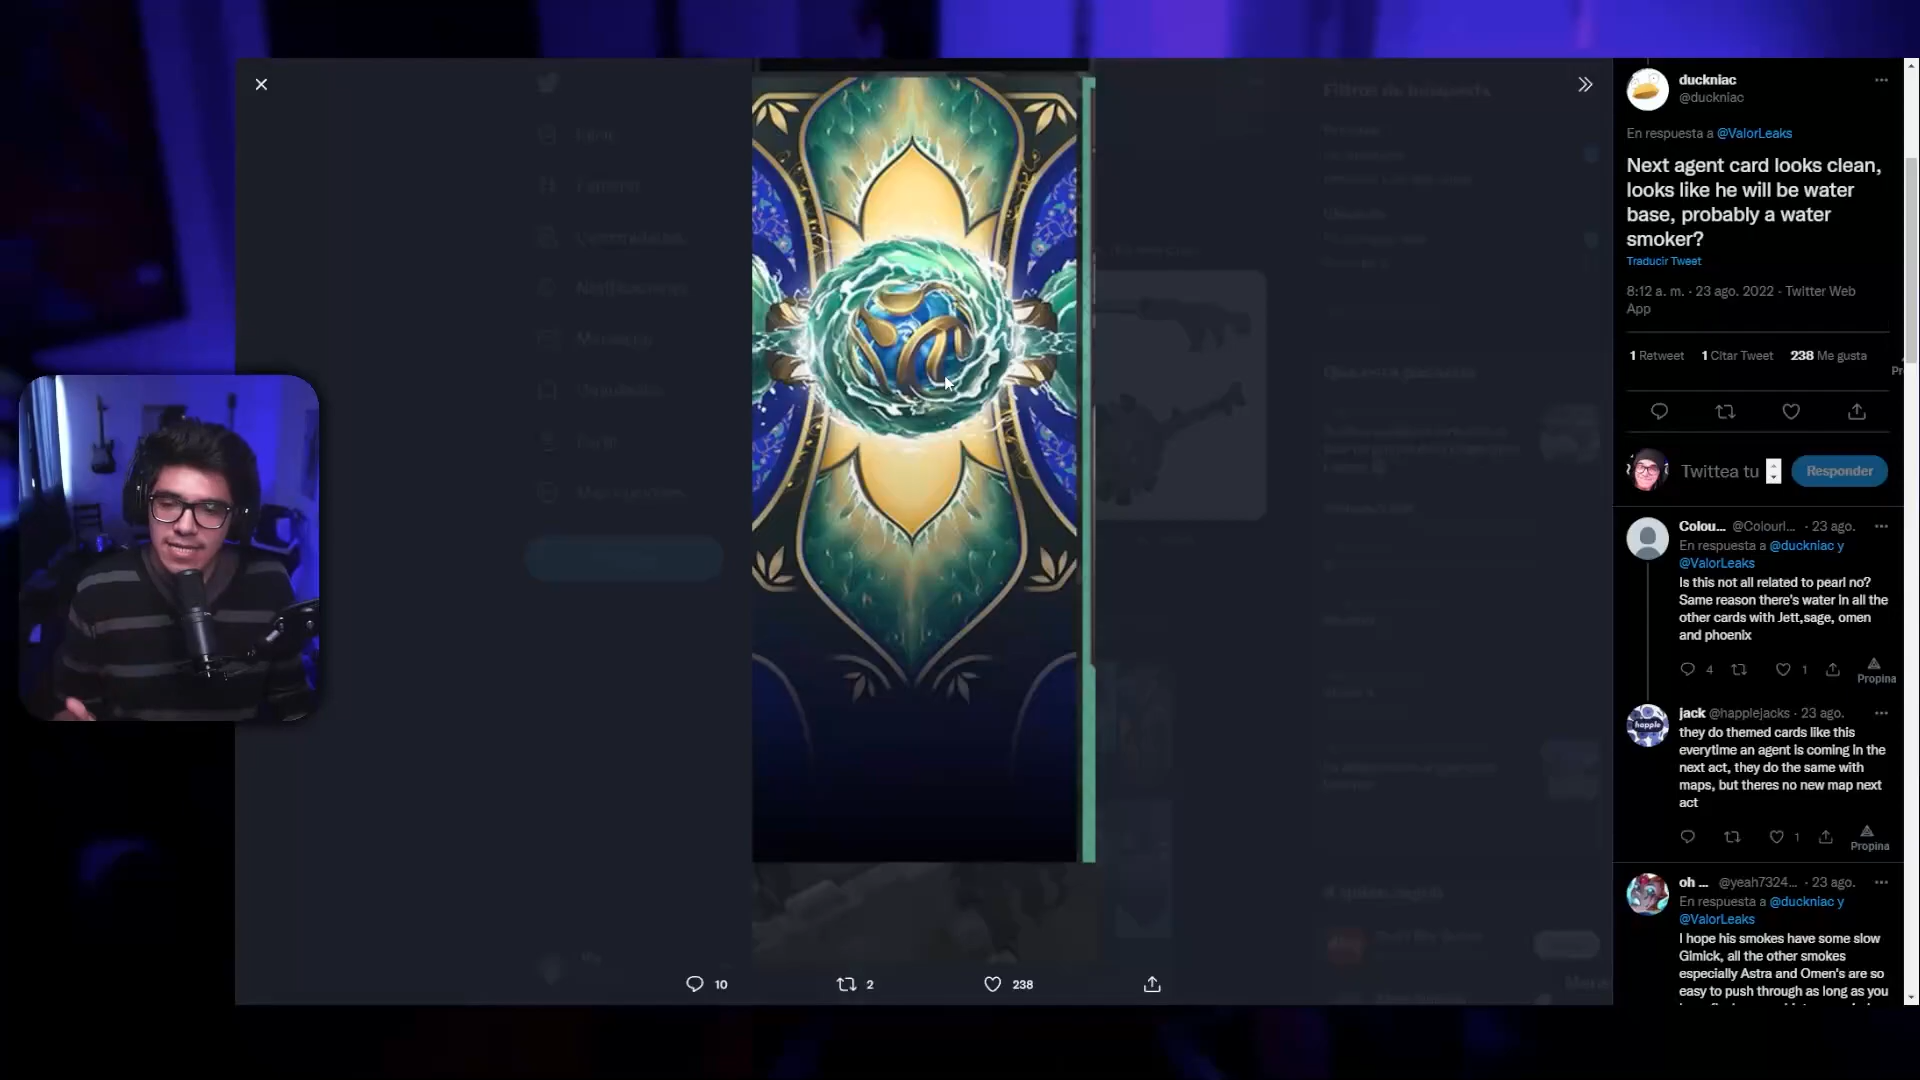 duckniac
@duckniac
En respuesta a @ValorLeaks
Next agent card looks clean,
looks like he will be water
base, probably a water
smoker?
Traducir Tweet
8:12 a. m. · 23 ago. 2022 · Twitter Web
App
1 Retweet 1 Citar Tweet 238 Me gusta
Twittea tu
Responder
Colou... @Colourl... · 23 ago.
En respuesta a @duckniac y
@ValorLeaks
Is this not all related to pearl no?
Same reason there's water in all the
other cards with Jett,sage, omen
and phoenix
4 1
Propina
jack @happlejacks · 23 ago.
they do themed cards like this
everytime an agent is coming in the
next act, they do the same with
maps, but theres no new map next
act
1
Propina
oh ... @yeah7324... · 23 ago.
En respuesta a @duckniac y
@ValorLeaks
I hope his smokes have some slow
Gimick, all the other smokes
especially Astra and Omen's are so
easy to push through as long as you
10 2 238